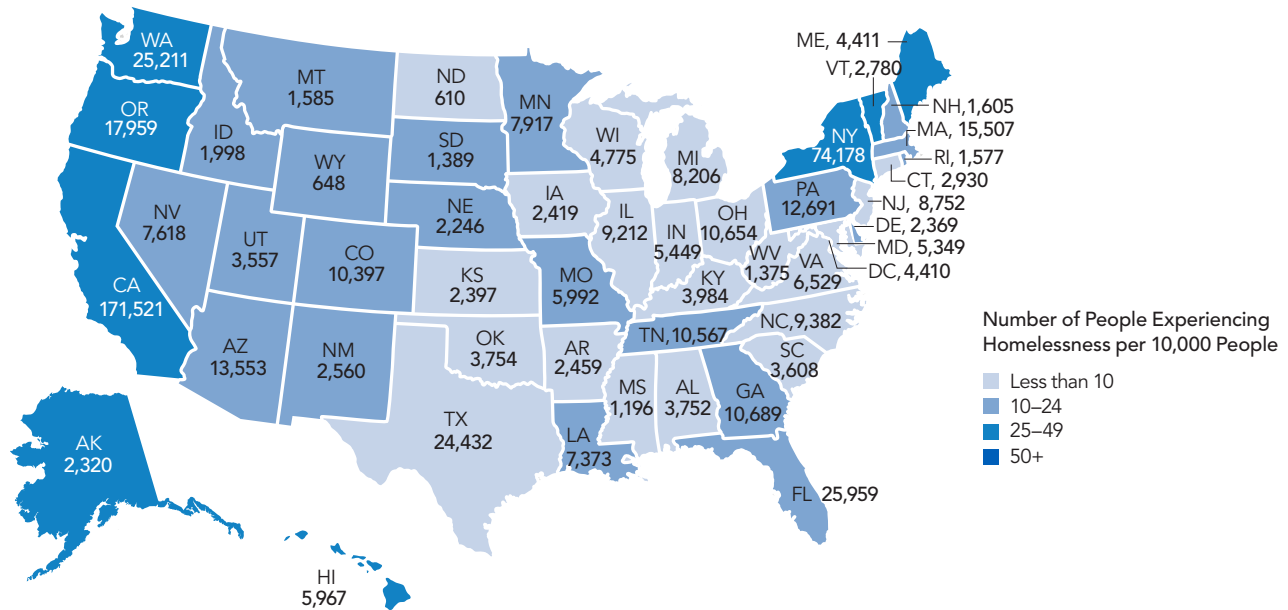 WA
25,211
OR
17,959
CA
171,521
ID
1,998
NV
7,618
MT
1,585
WY
648
UT
3,557
AZ
13,553
CO
10,397
NM
2,560
ND
610
SD
1,389
NE
2,246
KS
2,397
OK
3,754
TX
24,432
MN
7,917
IA
2,419
MO
5,992
AR
2,459
LA
7,373
WI
4,775
IL
9,212
MI
8,206
IN
5,449
OH
10,654
KY
3,984
TN, 10,567
MS
1,196
AL
3,752
GA
10,689
FL 25,959
SC
3,608
NC, 9,382
VA
6,529
WV
1,375
PA
12,691
NY
74,178
ME, 4,411
VT, 2,780
NH, 1,605
MA, 15,507
RI, 1,577
CT, 2,930
NJ, 8,752
DE, 2,369
MD, 5,349
DC, 4,410
AK
2,320
HI
5,967
Number of People Experiencing
Homelessness per 10,000 People
Less than 10
10–24
25–49
50+